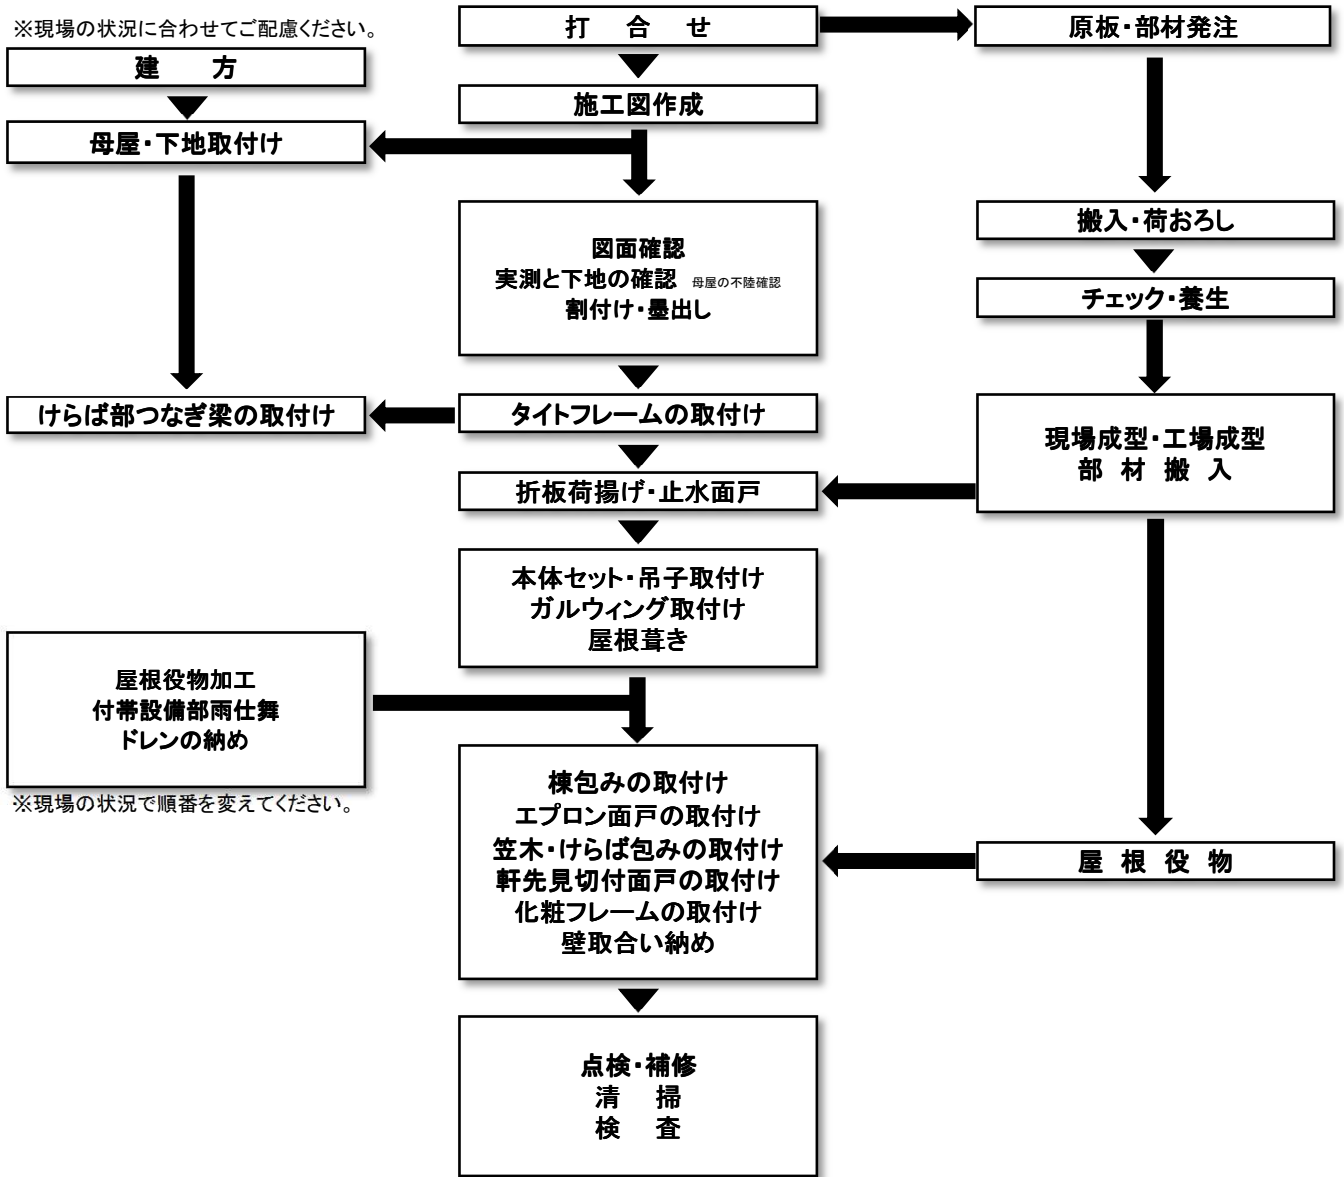 ※現場の状況に合わせてご配慮ください。
建　方
母屋・下地取付け
けらば部つなぎ梁の取付け
屋根役物加工
付帯設備部雨仕舞
ドレンの納め
※現場の状況で順番を変えてください。
打　合　せ
施工図作成
図面確認
実測と下地の確認 母屋の不陸確認
割付け・墨出し
タイトフレームの取付け
折板荷揚げ・止水面戸
本体セット・吊子取付け
ガルウィング取付け
屋根葺き
棟包みの取付け
エプロン面戸の取付け
笠木・けらば包みの取付け
軒先見切付面戸の取付け
化粧フレームの取付け
壁取合い納め
点検・補修
清　掃
検　査
原板・部材発注
搬入・荷おろし
チェック・養生
現場成型・工場成型
部 材 搬 入
屋 根 役 物